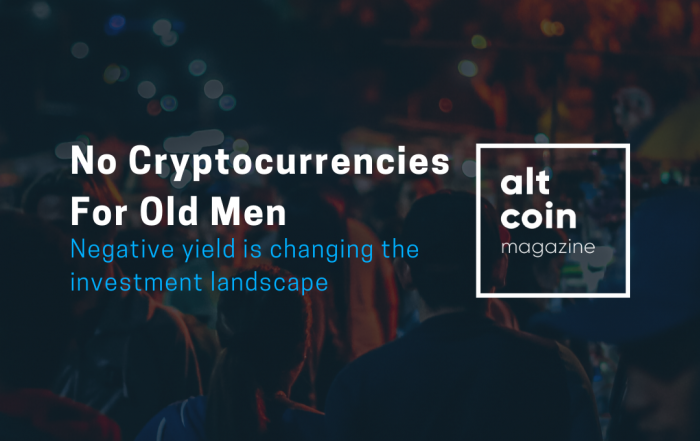 No Cryptocurrencies
For Old Men
Negative yield is changing the
investment landscape
alt
coin
magazine